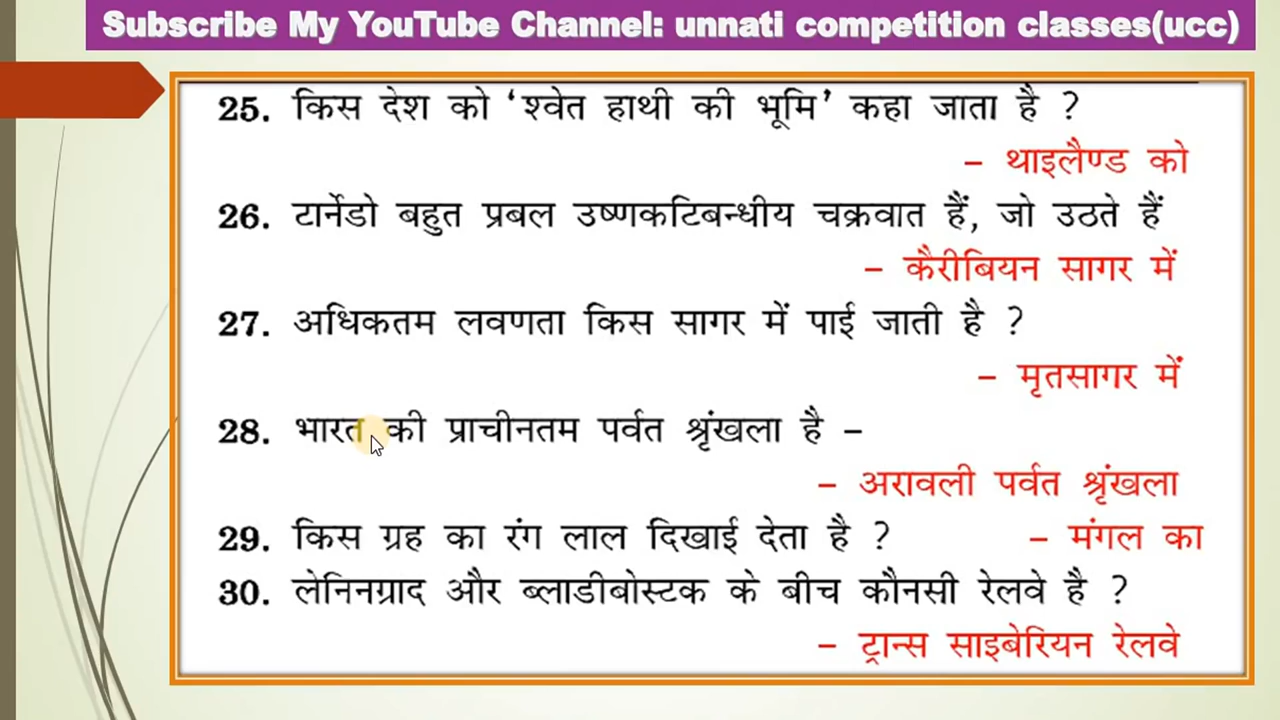 Subscribe My YouTube Channel: unnati competition classes(ucc)
25. किस देश को ‘श्वेत हाथी की भूमि’ कहा जाता है ?
– थाइलैण्ड को
26. टार्नेडो बहुत प्रबल उष्णकटिबन्धीय चक्रवात हैं, जो उठते हैं
– कैरीबियन सागर में
27. अधिकतम लवणता किस सागर में पाई जाती है ?
– मृतसागर में
28. भारत की प्राचीनतम पर्वत श्रृंखला है –
– अरावली पर्वत श्रृंखला
29. किस ग्रह का रंग लाल दिखाई देता है ? – मंगल का
30. लेनिनग्राद और ब्लाडीबोस्टक के बीच कौनसी रेलवे है ?
– ट्रान्स साइबेरियन रेलवे